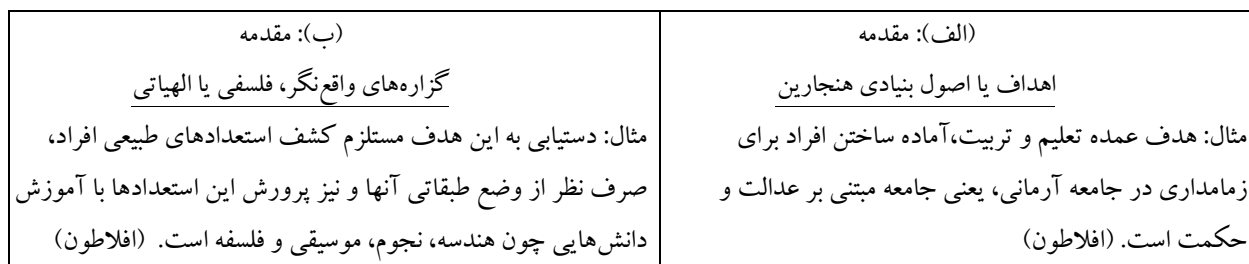 (الف): مقدمه
اهداف یا اصول بنیادی هنجارین
مثال: هدف عمده تعلیم و تربیت،آماده ساختن افراد برای
زمامداری در جامعه آرمانی، یعنی جامعه مبتنی بر عدالت و
حکمت است. (افلاطون)
(ب): مقدمه
گزاره‌های واقع‌نگر، فلسفی یا الهیاتی
مثال: دستیابی به این هدف مستلزم کشف استعدادهای طبیعی افراد،
صرف نظر از وضع طبقاتی آنها و نیز پرورش این استعدادها با آموزش
دانش‌هایی چون هندسه، نجوم، موسیقی و فلسفه است. (افلاطون)